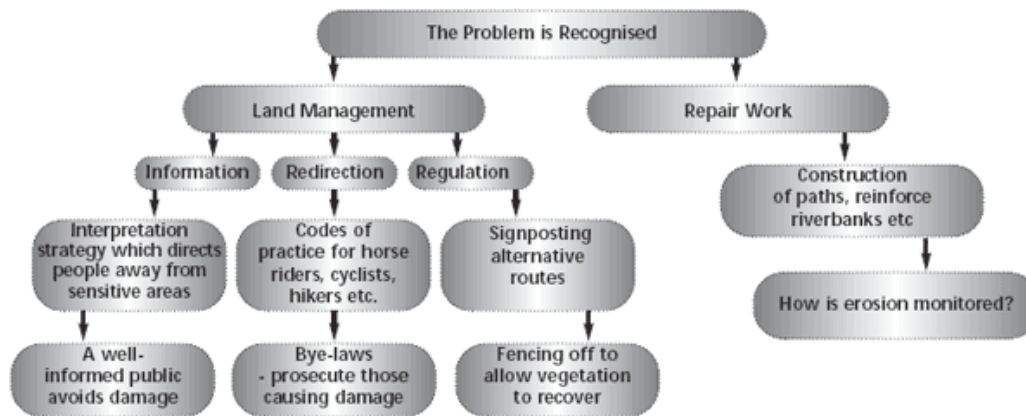 The Problem is Recognised
Land Management
Repair Work
Information
Redirection
Regulation
Construction
of paths, reinforce
riverbanks etc
Interpretation
strategy which directs
people away from
sensitive areas
Codes of
practice for horse
riders, cyclists,
hikers etc.
Signposting
alternative
routes
How is erosion monitored?
A well-
informed public
avoids damage
Bye-laws
- prosecute those
causing damage
Fencing off to
allow vegetation
to recover